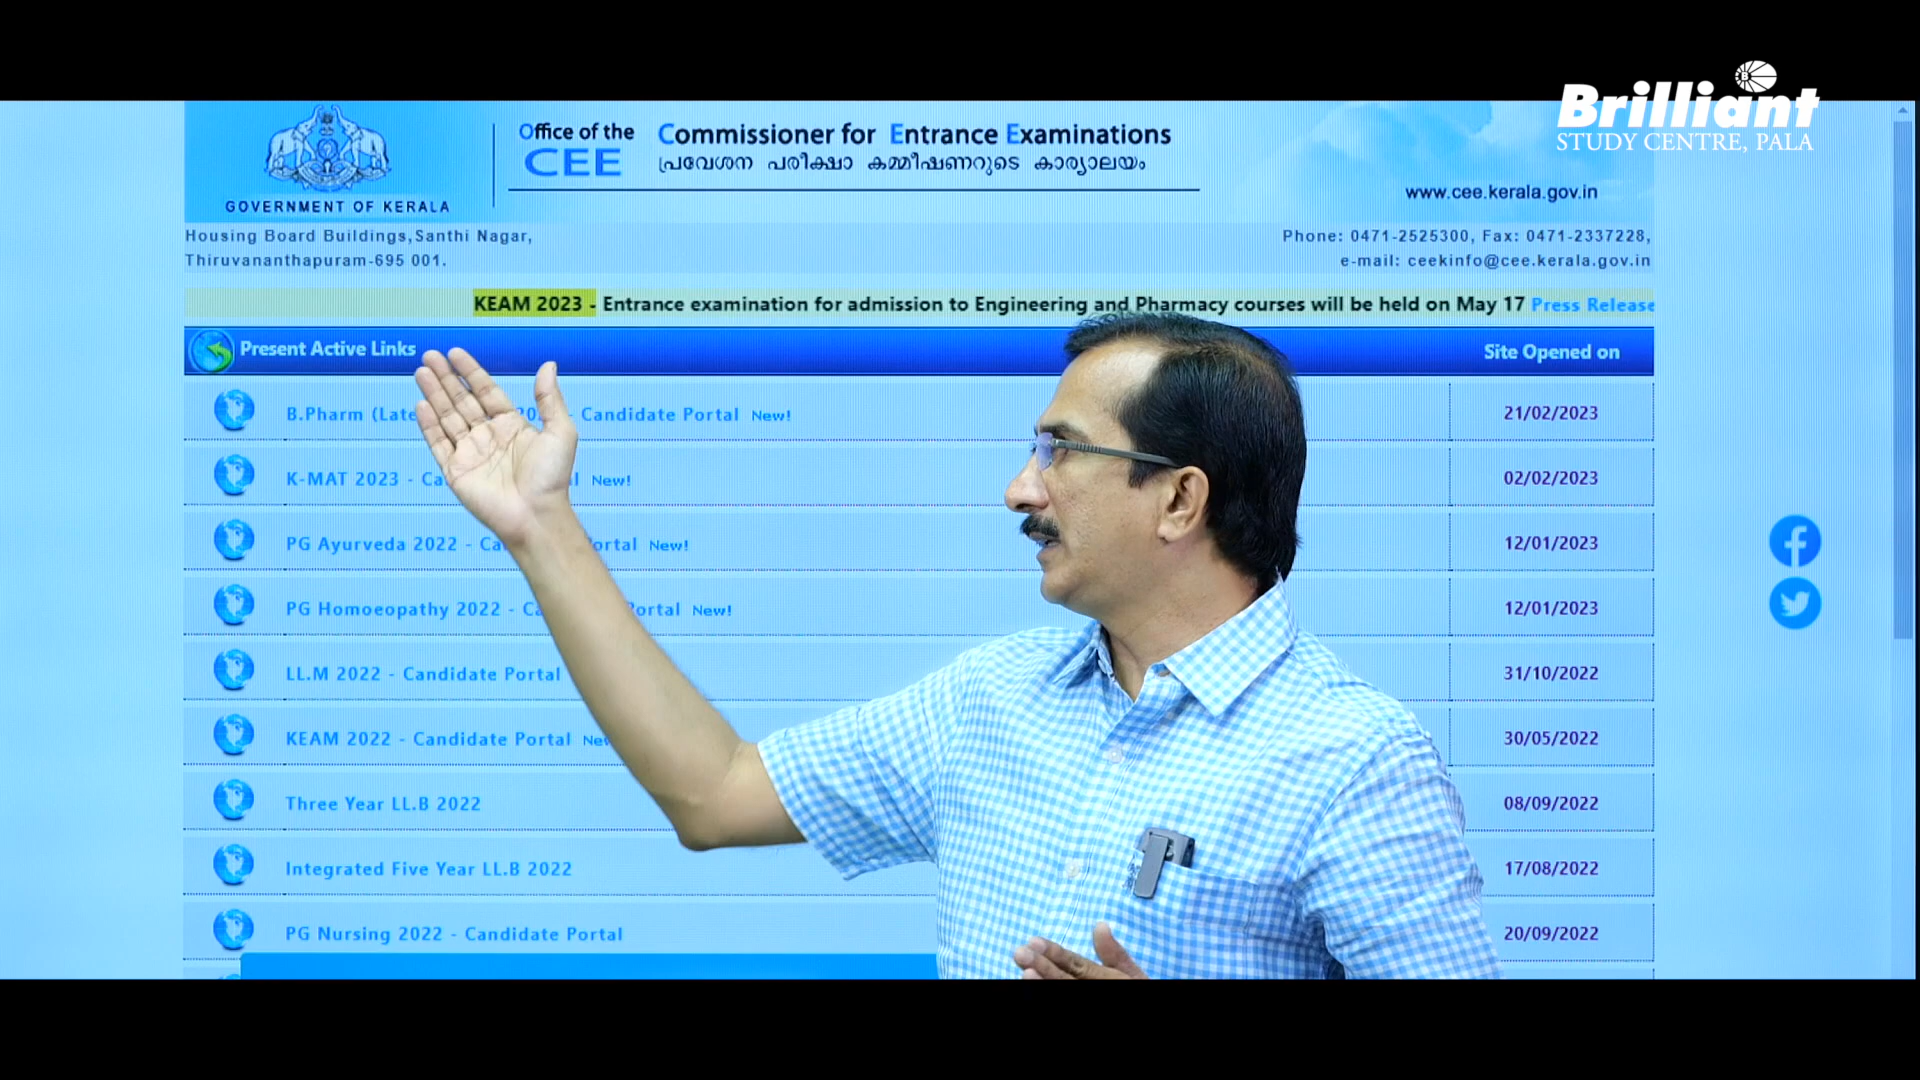 Brilliant
STUDY CENTRE, PALA
GOVERNMENT OF KERALA
Office of the
CEE
Commissioner for Entrance Examinations
പ്രവേശന പരീക്ഷാ കമ്മീഷണറുടെ കാര്യാലയം
www.cee.kerala.gov.in
Housing Board Buildings,Santhi Nagar,
Thiruvananthapuram-695 001.
Phone: 0471-2525300, Fax: 0471-2337228,
e-mail: ceekinfo@cee.kerala.gov.in
KEAM 2023 - Entrance examination for admission to Engineering and Pharmacy courses will be held on May 17 Press Release
Present Active Links Site Opened on
B.Pharm - Candidate Portal New! 21/02/2023
K-MAT 2023 - New! 02/02/2023
PG Ayurveda 2022 - New! 12/01/2023
PG Homoeopathy 2022 - New! 12/01/2023
LL.M 2022 - Candidate Portal 31/10/2022
KEAM 2022 - Candidate Portal 30/05/2022
Three Year LL.B 2022 08/09/2022
Integrated Five Year LL.B 2022 17/08/2022
PG Nursing 2022 - Candidate Portal 20/09/2022